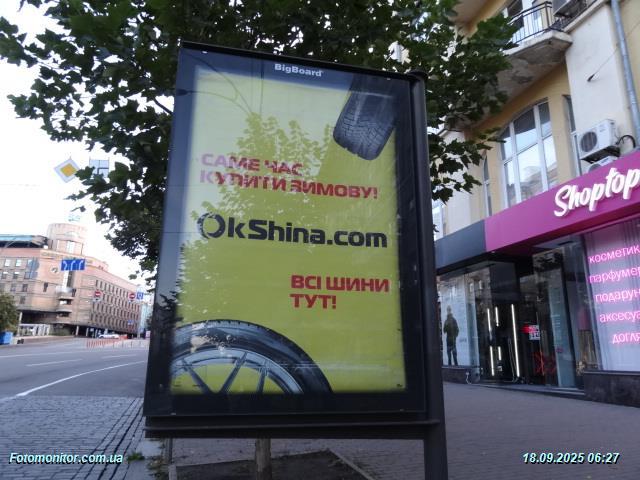 BigBoard
САМЕ ЧАС
КУПИТИ ЗИМОВУ!
OkShina.com
ВСІ ШИНИ
ТУТ!
Shoptop
косметик
парфуме
подарун
аксесуа
догля
Fotomonitor.com.ua
18.09.2025 06:27